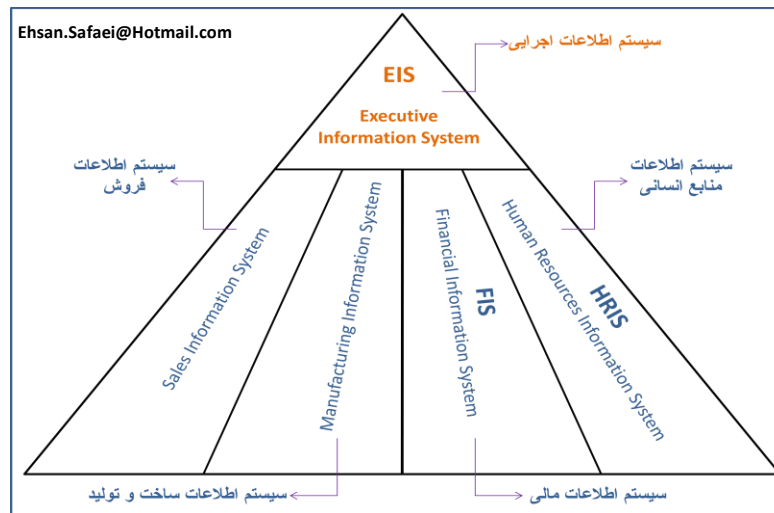 Ehsan.Safaei@Hotmail.com
سیستم اطلاعات اجرایی
EIS
Executive
Information System
سیستم اطلاعات
فروش
سیستم اطلاعات
منابع انسانی
Sales Information System
Manufacturing Information System
Financial Information System
FIS
Human Resources Information System
HRIS
سیستم اطلاعات ساخت و تولید
سیستم اطلاعات مالی